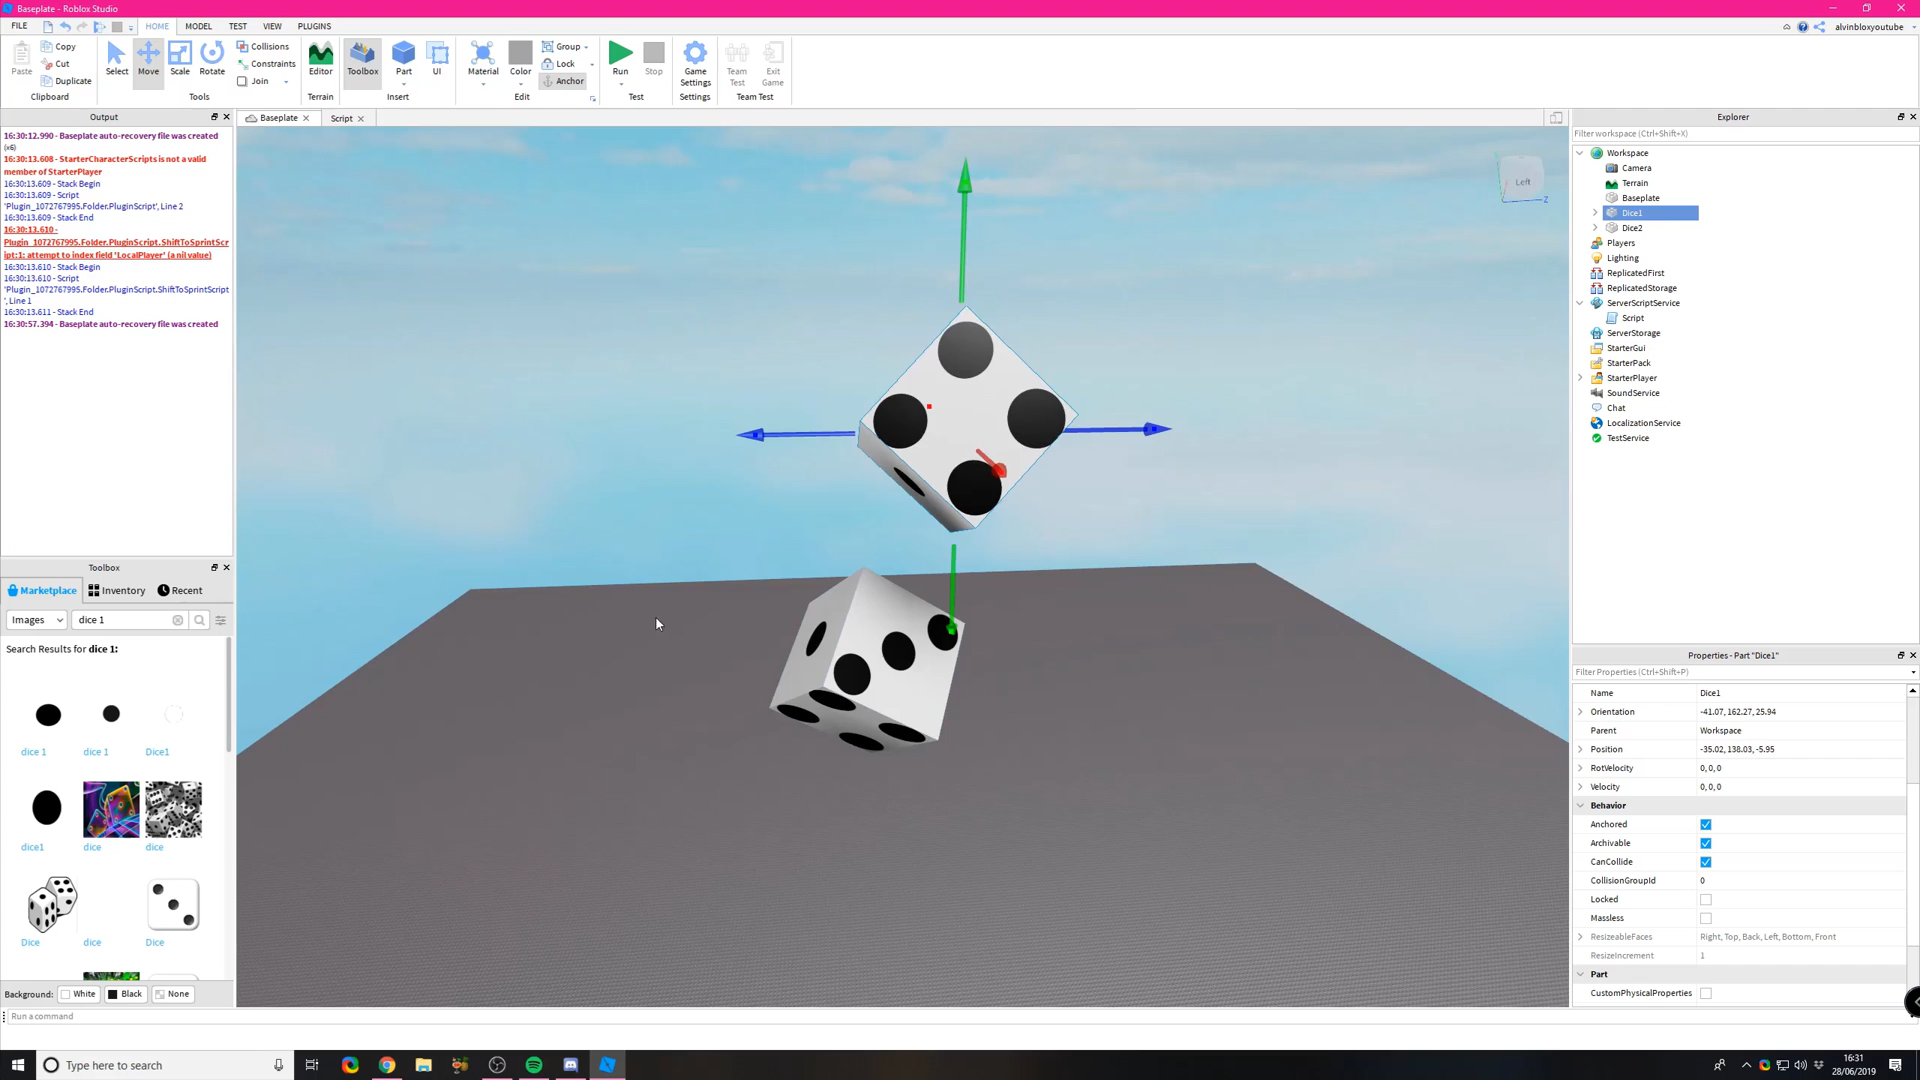 Baseplate - Roblox Studio
FILE HOME MODEL TEST VIEW PLUGINS alvinbloxyoutube
Paste Copy Cut Duplicate Select Move Scale Rotate Collisions Constraints Join Editor Toolbox Part UI Material Color Group Lock Anchor Run Stop Game Settings Team Test Exit Game
Clipboard Tools Terrain Insert Edit Test Settings Team Test
Output
16:30:12.990 - Baseplate auto-recovery file was created
(x6)
16:30:13.608 - StarterCharacterScripts is not a valid
member of StarterPlayer
16:30:13.609 - Stack Begin
16:30:13.609 - Script
'Plugin_1072767995.Folder.PluginScript', Line 2
16:30:13.609 - Stack End
16:30:13.610 -
Plugin_1072767995.Folder.PluginScript.ShiftToSprintScr
ipt:1: attempt to index field 'LocalPlayer' (a nil value)
16:30:13.610 - Stack Begin
16:30:13.610 - Script
'Plugin_1072767995.Folder.PluginScript.ShiftToSprintScript
', Line 1
16:30:13.611 - Stack End
16:30:57.394 - Baseplate auto-recovery file was created
Toolbox
Marketplace Inventory Recent
Images dice 1
Search Results for dice 1:
dice 1 dice 1 Dice1
dice1 dice dice
Dice dice Dice
Background: White Black None
Run a command
Baseplate Script
Left
Z
Explorer
Filter workspace (Ctrl+Shift+X)
Workspace
Camera
Terrain
Baseplate
Dice1
Dice2
Players
Lighting
ReplicatedFirst
ReplicatedStorage
ServerScriptService
Script
ServerStorage
StarterGui
StarterPack
StarterPlayer
SoundService
Chat
LocalizationService
TestService
Properties - Part "Dice1"
Filter Properties (Ctrl+Shift+P)
Name Dice1
Orientation -41.07, 162.27, 25.94
Parent Workspace
Position -35.02, 138.03, -5.95
RotVelocity 0, 0, 0
Velocity 0, 0, 0
Behavior
Anchored
Archivable
CanCollide
CollisionGroupId 0
Locked
Massless
ResizeableFaces Right, Top, Back, Left, Bottom, Front
ResizeIncrement 1
Part
CustomPhysicalProperties
Type here to search
16:31
28/06/2019